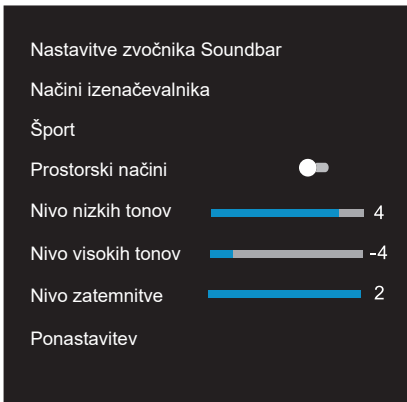 Nastavitve zvočnika Soundbar
Načini izenačevalnika
Šport
Prostorski načini
Nivo nizkih tonov 4
Nivo visokih tonov -4
Nivo zatemnitve 2
Ponastavitev